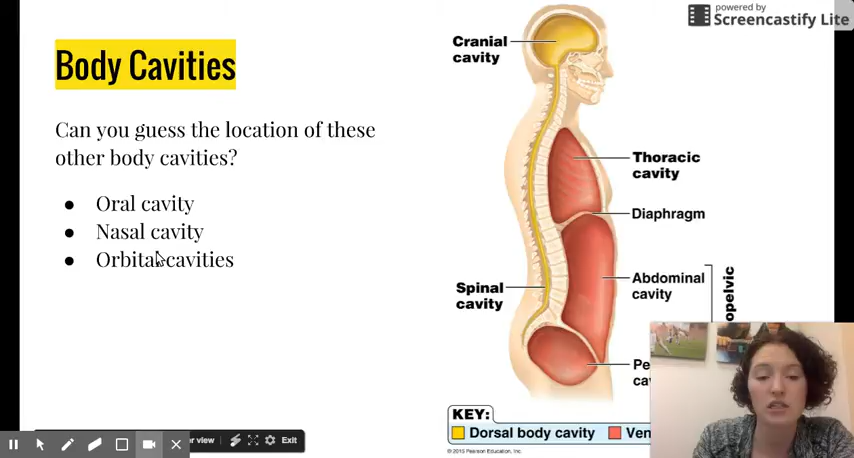 powered by
Screencastify Lite
Body Cavities
Can you guess the location of these
other body cavities?
● Oral cavity
● Nasal cavity
● Orbital cavities
Cranial
cavity
Thoracic
cavity
Diaphragm
Abdominal
cavity
Spinal
cavity
KEY:
Dorsal body cavity
© 2015 Pearson Education, Inc.
Exit